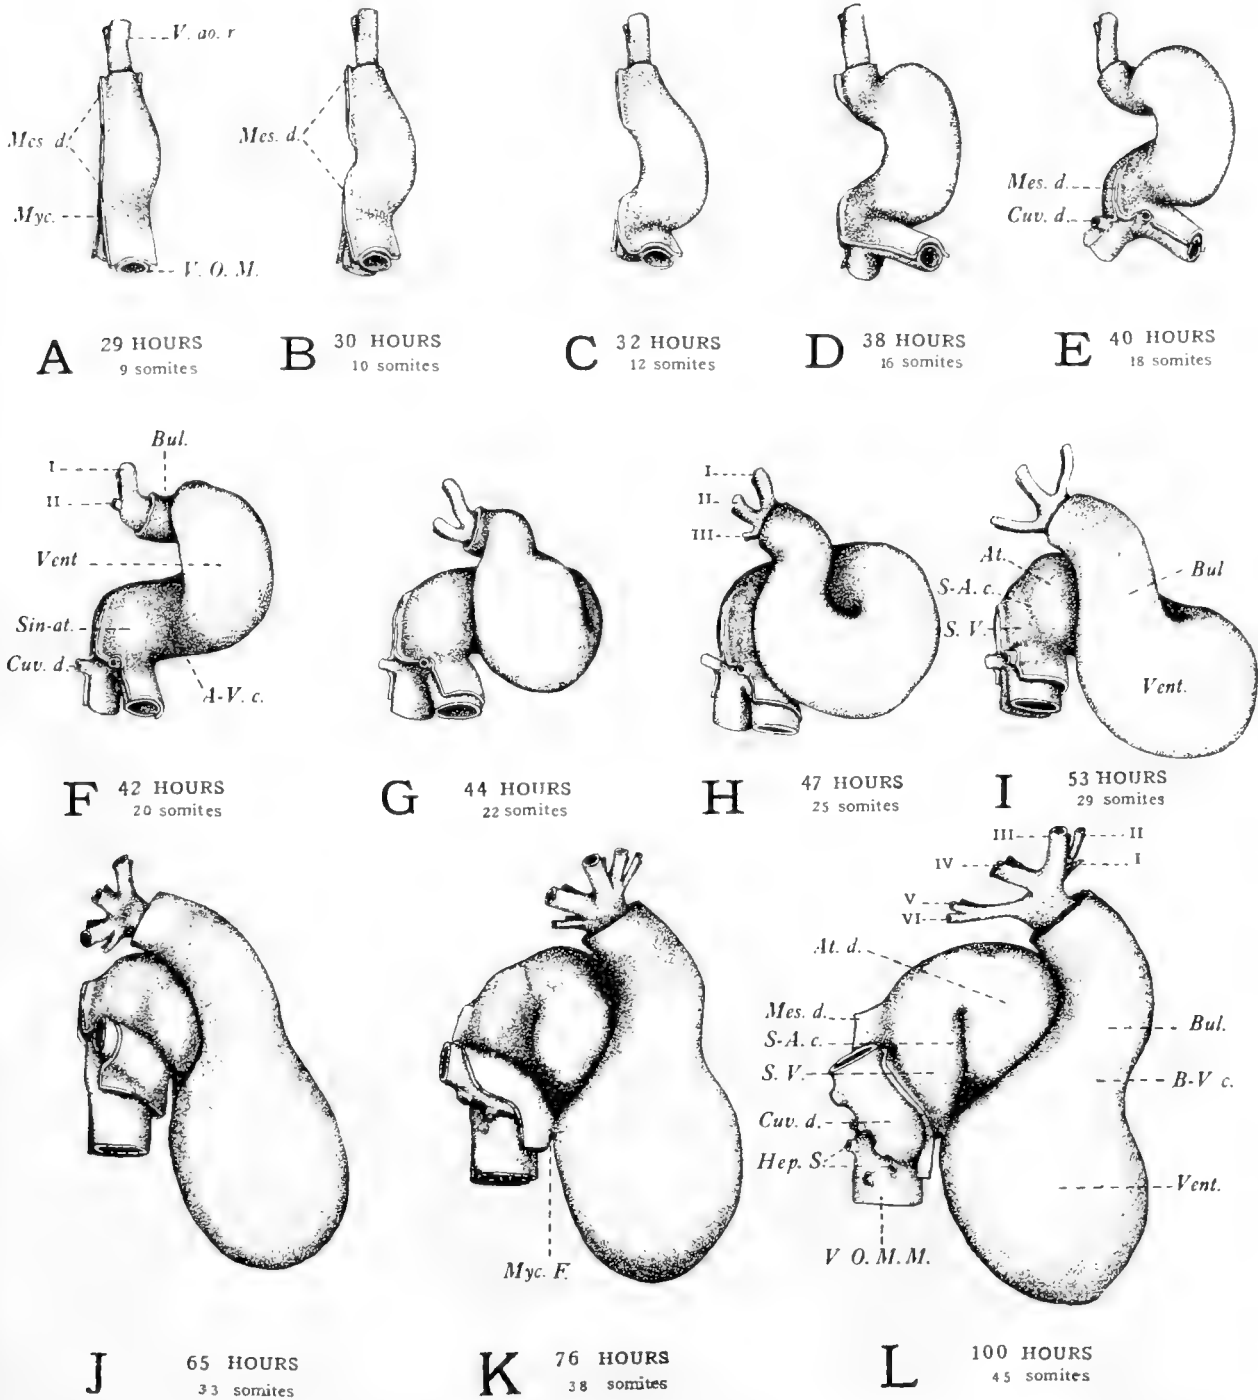 V. ao. r
Mes d.
Myc.
V. O. M.
Mes. d.
Mes. d.
Cuv. d.
A 29 HOURS
9 somites
B 30 HOURS
10 somites
C 32 HOURS
12 somites
D 38 HOURS
16 somites
E 40 HOURS
18 somites
Bul.
I
II
Vent
Sin-at.
Cuv. d.
A-V. c.
I
II
III
At.
S-A. c.
S. V.
Bul
Vent.
F 42 HOURS
20 somites
G 44 HOURS
22 somites
H 47 HOURS
25 somites
I 53 HOURS
29 somites
III
II
IV
I
V
VI
At. d.
Mes. d.
S-A. c.
S. V.
Cuv. d.
Hep. S.
V O. M. M.
Bul.
B-V c.
Vent.
Myc. F.
J 65 HOURS
33 somites
K 76 HOURS
38 somites
L 100 HOURS
45 somites